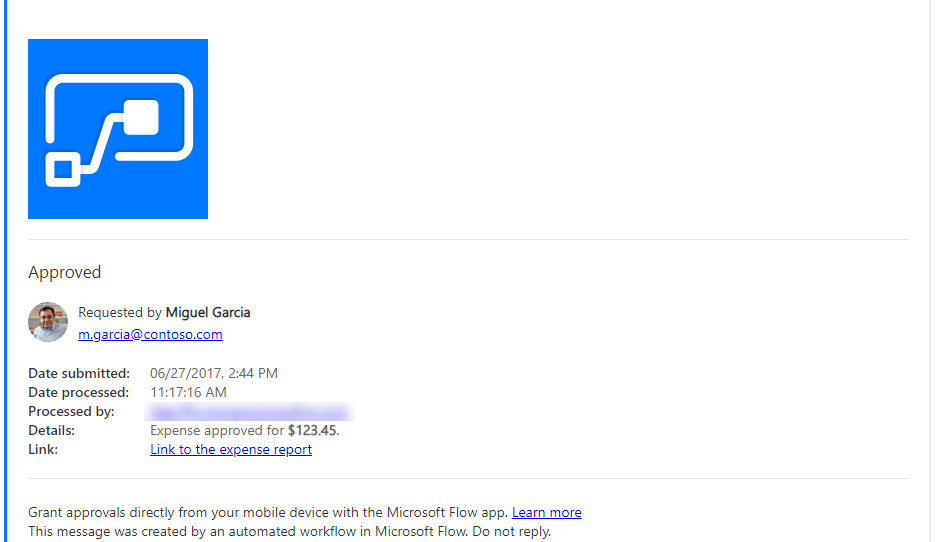 Approved
Requested by Miguel Garcia
m.garcia@contoso.com
Date submitted: 06/27/2017, 2:44 PM
Date processed: 11:17:16 AM
Processed by:
Details: Expense approved for $123.45.
Link: Link to the expense report
Grant approvals directly from your mobile device with the Microsoft Flow app. Learn more
This message was created by an automated workflow in Microsoft Flow. Do not reply.